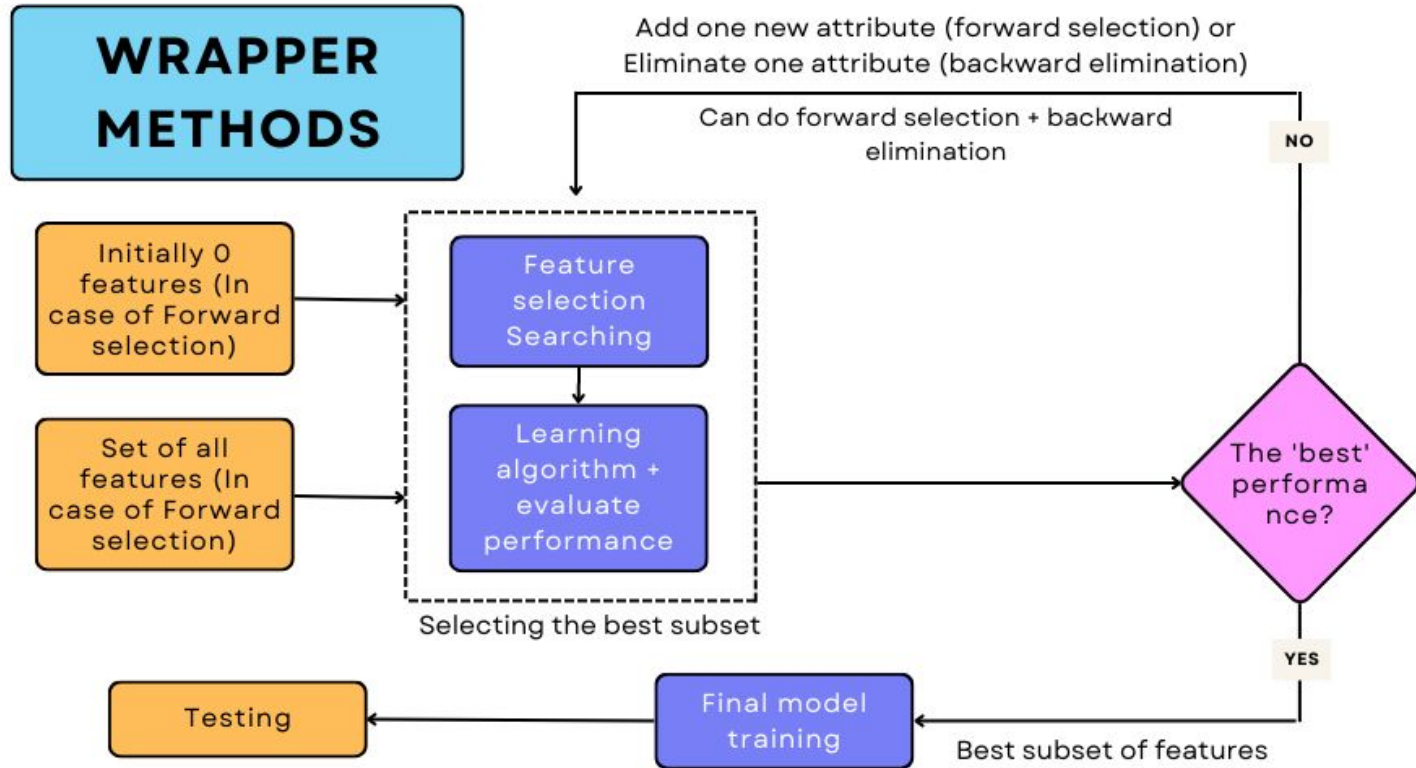 WRAPPER
METHODS
Add one new attribute (forward selection) or
Eliminate one attribute (backward elimination)
Can do forward selection + backward
elimination
NO
Initially 0
features (In
case of Forward
selection)
Feature
selection
Searching
Set of all
features (In
case of Forward
selection)
Learning
algorithm +
evaluate
performance
The 'best'
performa
nce?
Selecting the best subset
YES
Testing
Final model
training
Best subset of features